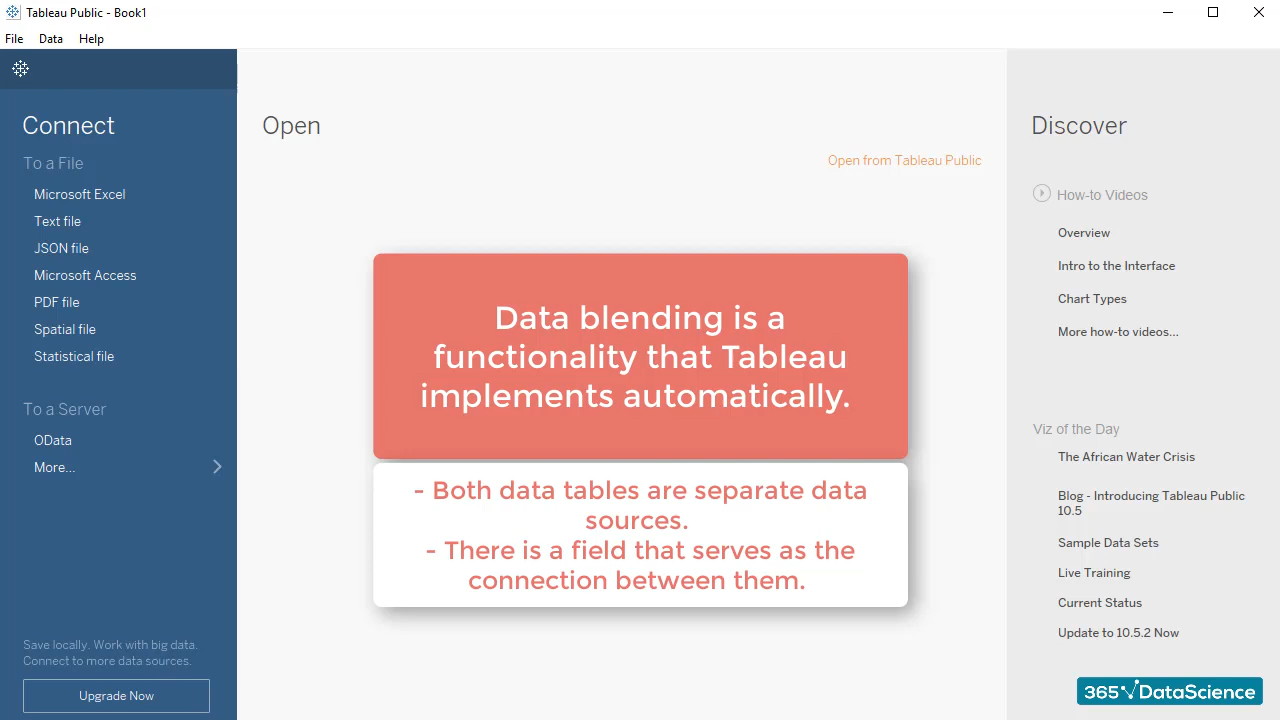 Tableau Public - Book1
File Data Help
Connect
To a File
Microsoft Excel
Text file
JSON file
Microsoft Access
PDF file
Spatial file
Statistical file
To a Server
OData
More...
Save locally. Work with big data.
Connect to more data sources.
Upgrade Now
Open
Open from Tableau Public
Data blending is a
functionality that Tableau
implements automatically.
- Both data tables are separate data
sources.
- There is a field that serves as the
connection between them.
Discover
How-to Videos
Overview
Intro to the Interface
Chart Types
More how-to videos...
Viz of the Day
The African Water Crisis
Blog - Introducing Tableau Public
10.5
Sample Data Sets
Live Training
Current Status
Update to 10.5.2 Now
365 DataScience